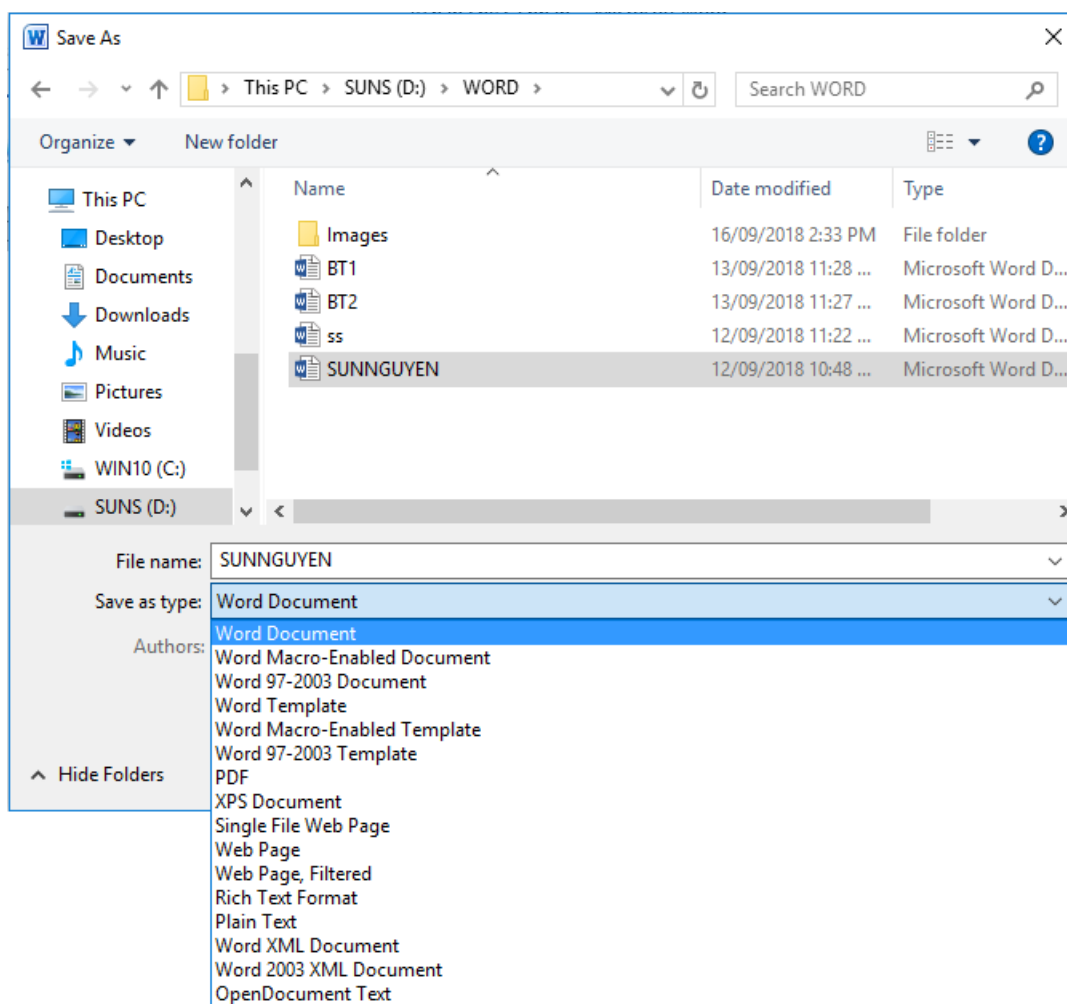 Save As
This PC > SUNS (D:) > WORD >
Search WORD
Organize
New folder
Name
Date modified
Type
This PC
Desktop
Documents
Downloads
Music
Pictures
Videos
WIN10 (C:)
SUNS (D:)
Images 16/09/2018 2:33 PM File folder
BT1 13/09/2018 11:28 ... Microsoft Word D...
BT2 13/09/2018 11:27 ... Microsoft Word D...
ss 12/09/2018 11:22 ... Microsoft Word D...
SUNNGUYEN 12/09/2018 10:48 ... Microsoft Word D...
File name: SUNNGUYEN
Save as type: Word Document
Authors:
Word Document
Word Macro-Enabled Document
Word 97-2003 Document
Word Template
Word Macro-Enabled Template
Word 97-2003 Template
PDF
XPS Document
Single File Web Page
Web Page
Web Page, Filtered
Rich Text Format
Plain Text
Word XML Document
Word 2003 XML Document
OpenDocument Text
Hide Folders